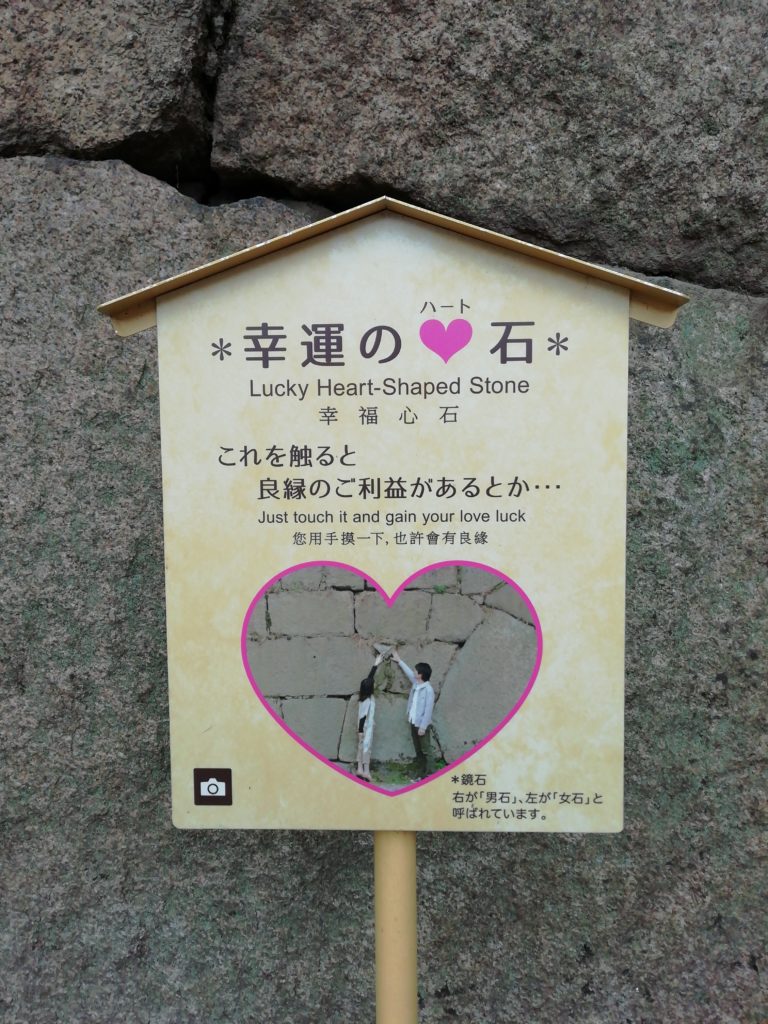 ハート
*幸運の♥石*
Lucky Heart-Shaped Stone
幸福心石
これを触ると
良縁のご利益があるとか･･･
Just touch it and gain your love luck
您用手摸一下,也許會有良緣
*鏡石
右が｢男石｣、左が｢女石｣と
呼ばれています。